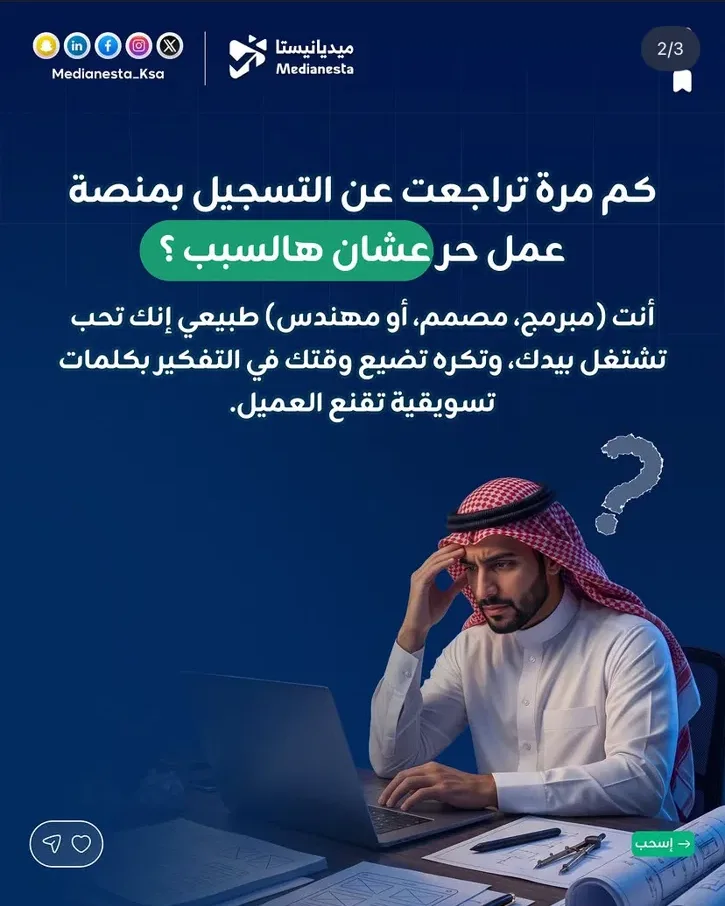 ميديانيستا
Medianesta
Medianesta_Ksa
2/3
كم مرة تراجعت عن التسجيل بمنصة
عمل حر عشان هالسبب ؟
أنت (مبرمج، مصمم، أو مهندس) طبيعي إنك تحب
تشتغل بيدك، وتكره تضيع وقتك في التفكير بكلمات
تسويقية تقنع العميل.
إسحب